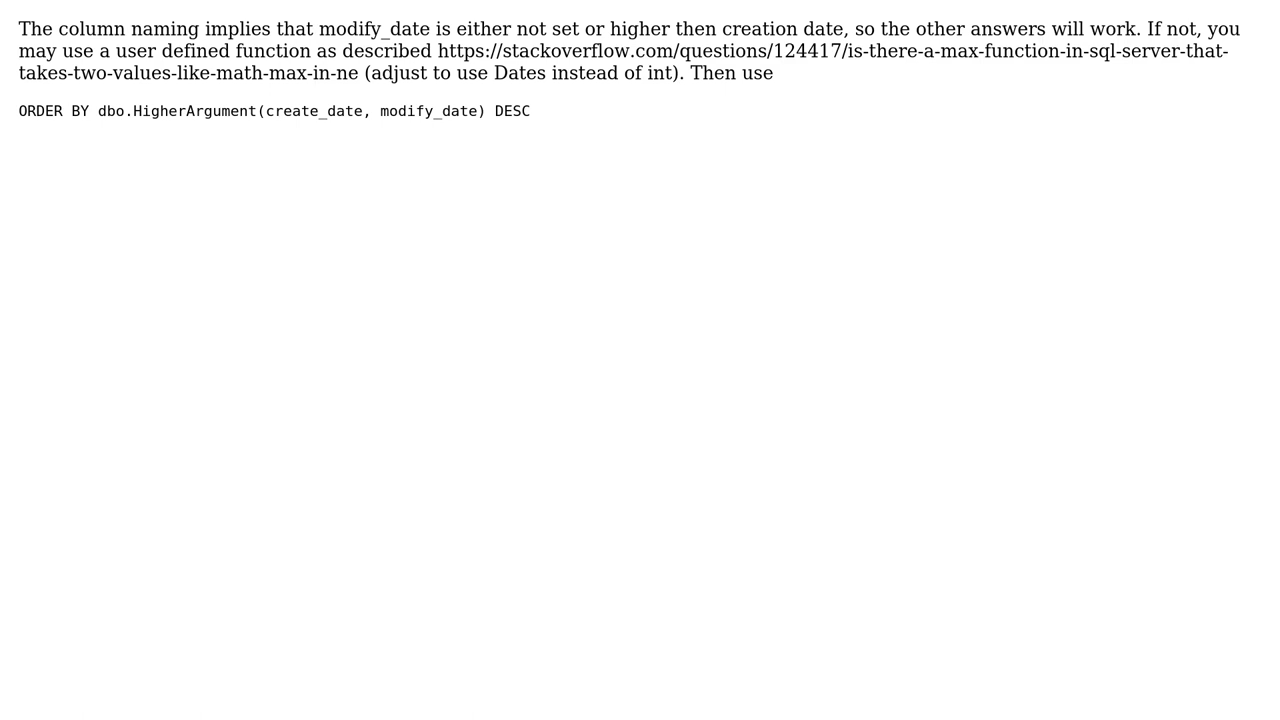 The column naming implies that modify_date is either not set or higher then creation date, so the other answers will work. If not, you
may use a user defined function as described https://stackoverflow.com/questions/124417/is-there-a-max-function-in-sql-server-that-
takes-two-values-like-math-max-in-ne (adjust to use Dates instead of int). Then use
ORDER BY dbo.HigherArgument(create_date, modify_date) DESC